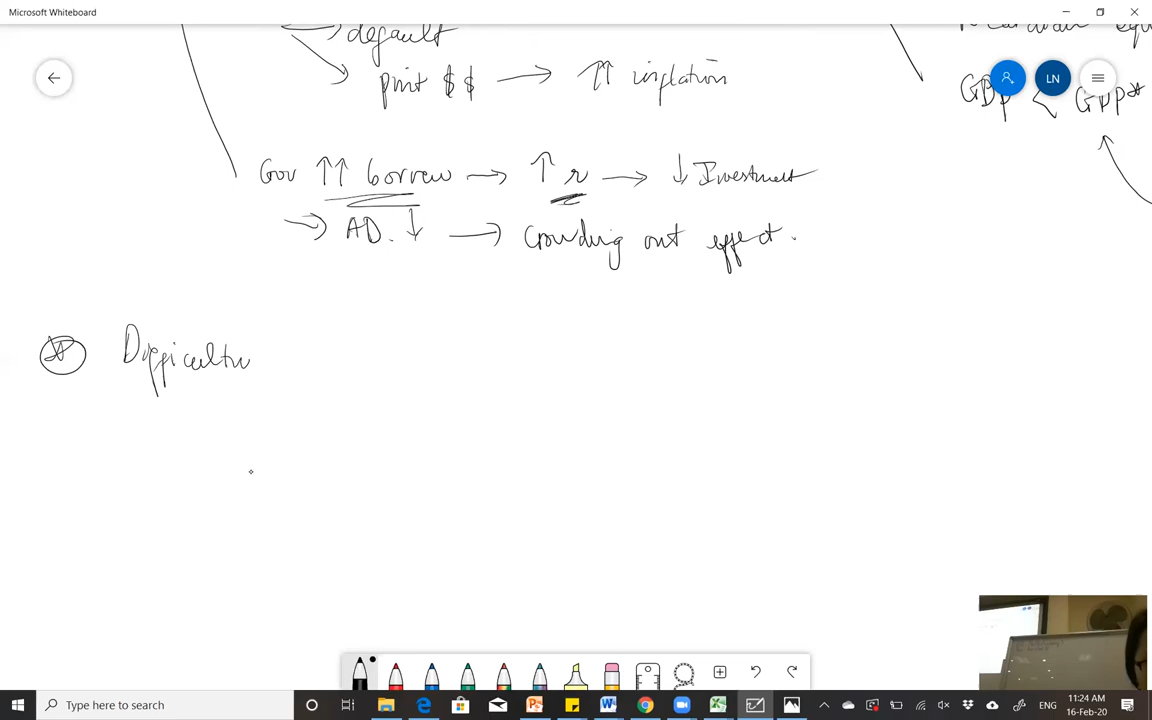 Microsoft Whiteboard
→ default
print $$ → ↑↑ inflation
GDP < GDP*
LN
Gov ↑↑ borrow → ↑ r → ↓ Investment
→ AD. ↓ → Crowding out effect.
Difficultie
Type here to search
ENG
11:24 AM
16-Feb-20